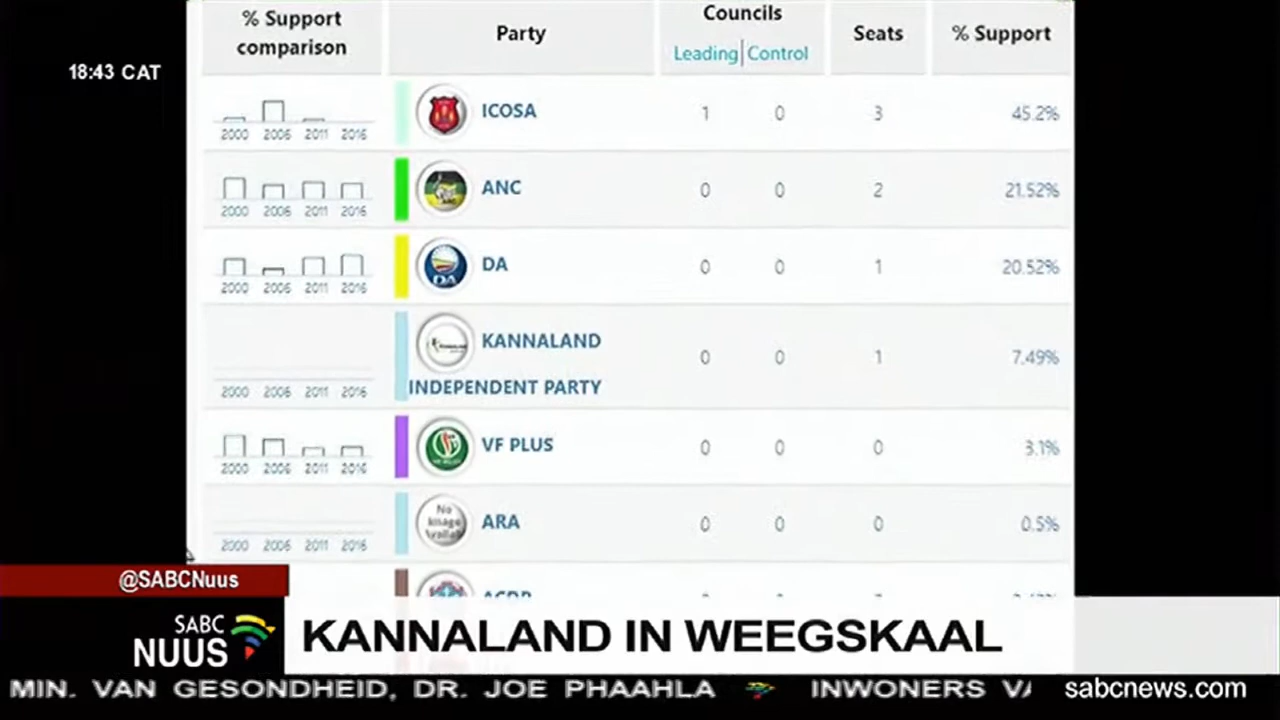 % Support comparison
Party
Councils
Leading|Control
Seats
% Support
18:43 CAT
2000 2006 2011 2016
ICOSA
1 0 3 45.2%
2000 2006 2011 2016
ANC
0 0 2 21.52%
2000 2006 2011 2016
DA
DA
0 0 1 20.52%
2000 2006 2011 2016
KANNALAND
INDEPENDENT PARTY
0 0 1 7.49%
2000 2006 2011 2016
VF PLUS
0 0 0 3.1%
2000 2006 2011 2016
No
Image
ARA
0 0 0 0.5%
@SABCNuus
SABC
NUUS
KANNALAND IN WEEGSKAAL
MIN. VAN GESONDHEID, DR. JOE PHAAHLA INWONERS
sabcnews.com